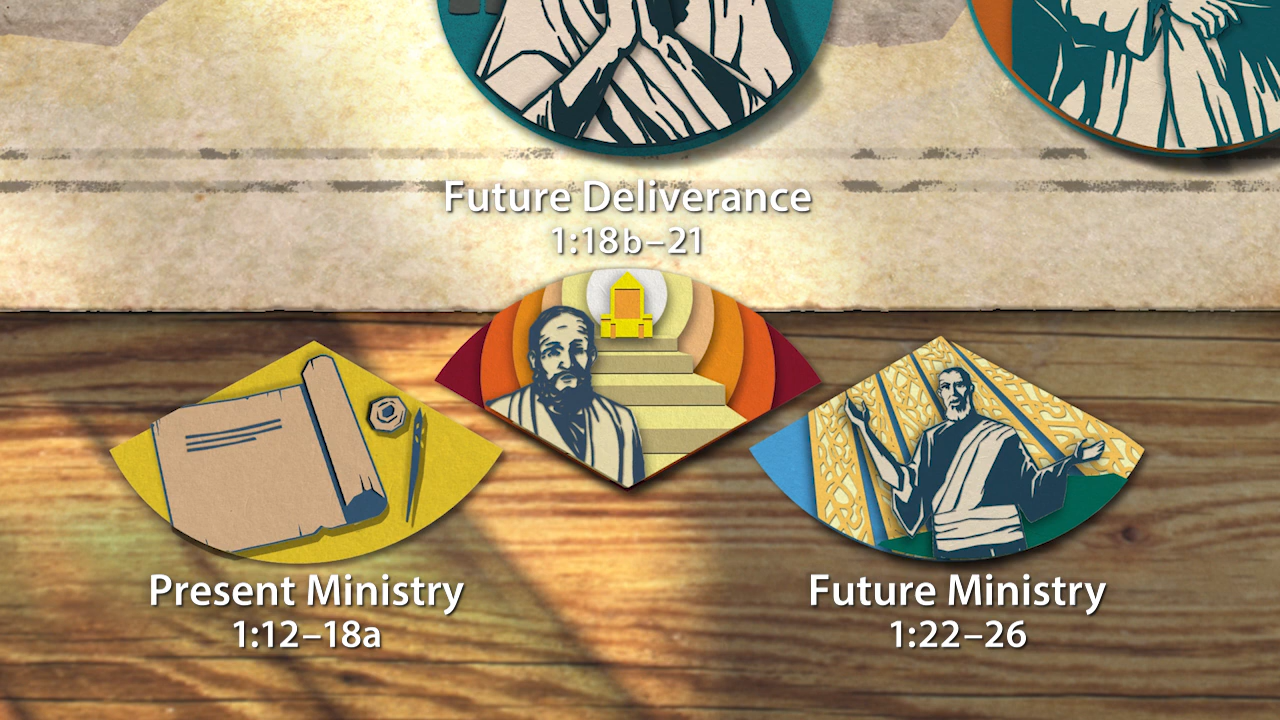 Future Deliverance
1:18b–21
Present Ministry
1:12–18a
Future Ministry
1:22–26